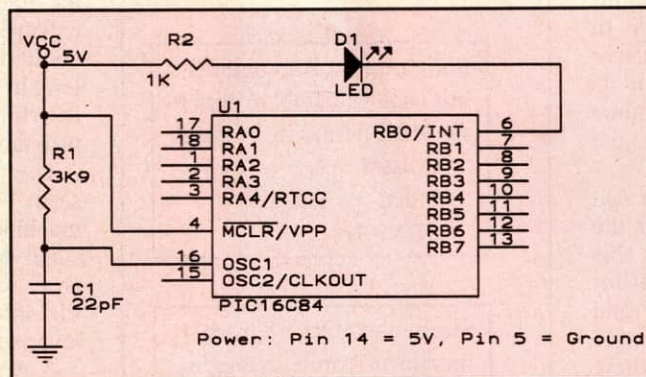 VCC
5V
R2
1K
D1
LED
U1
R1
3K9
C1
22pF
17 RA0
18 RA1
1 RA2
2 RA3
3 RA4/RTCC
4 MCLR/VPP
16 OSC1
15 OSC2/CLKOUT
RB0/INT 6
RB1 7
RB2 8
RB3 9
RB4 10
RB5 11
RB6 12
RB7 13
PIC16C84
Power: Pin 14 = 5V, Pin 5 = Ground